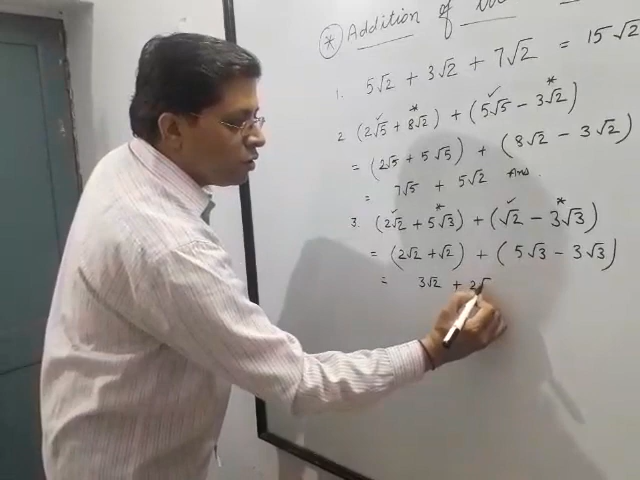 * Addition of
1. 5√2 + 3√2 + 7√2 = 15√2
2. (2√5 + 8√2) + (5√5 - 3√2)
= (2√5 + 5√5) + (8√2 - 3√2)
= 7√5 + 5√2 Ans.
3. (2√2 + 5√3) + (√2 - 3√3)
= (2√2 + √2) + (5√3 - 3√3)
= 3√2 + 2√